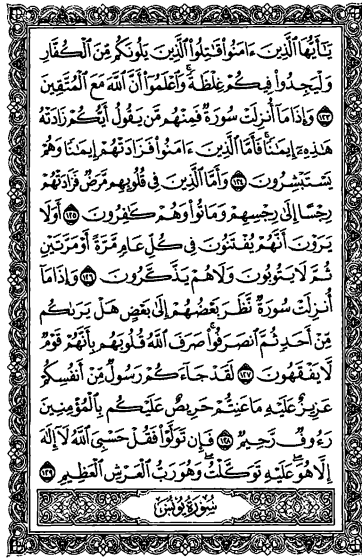 يَٰٓأَيُّهَا ٱلَّذِينَ ءَامَنُوا۟ قَٰتِلُوا۟ ٱلَّذِينَ يَلُونَكُم مِّنَ ٱلْكُفَّارِ
وَلْيَجِدُوا۟ فِيكُمْ غِلْظَةً ۚ وَٱعْلَمُوٓا۟ أَنَّ ٱللَّهَ مَعَ ٱلْمُتَّقِينَ
١٢٣ وَإِذَا مَآ أُنزِلَتْ سُورَةٌ فَمِنْهُم مَّن يَقُولُ أَيُّكُمْ زَادَتْهُ
هَٰذِهِۦٓ إِيمَٰنًا ۚ فَأَمَّا ٱلَّذِينَ ءَامَنُوا۟ فَزَادَتْهُمْ إِيمَٰنًا وَهُمْ
يَسْتَبْشِرُونَ ١٢٤ وَأَمَّا ٱلَّذِينَ فِى قُلُوبِهِم مَّرَضٌ فَزَادَتْهُمْ
رِجْسًا إِلَىٰ رِجْسِهِمْ وَمَاتُوا۟ وَهُمْ كَٰفِرُونَ ١٢٥ أَوَلَا
يَرَوْنَ أَنَّهُمْ يُفْتَنُونَ فِى كُلِّ عَامٍ مَّرَّةً أَوْ مَرَّتَيْنِ
ثُمَّ لَا يَتُوبُونَ وَلَا هُمْ يَذَّكَّرُونَ ١٢٦ وَإِذَا مَآ
أُنزِلَتْ سُورَةٌ نَّظَرَ بَعْضُهُمْ إِلَىٰ بَعْضٍ هَلْ يَرَىٰكُم
مِّنْ أَحَدٍ ثُمَّ ٱنصَرَفُوا۟ ۚ صَرَفَ ٱللَّهُ قُلُوبَهُم بِأَنَّهُمْ قَوْمٌ
لَّا يَفْقَهُونَ ١٢٧ لَقَدْ جَآءَكُمْ رَسُولٌ مِّنْ أَنفُسِكُمْ
عَزِيزٌ عَلَيْهِ مَا عَنِتُّمْ حَرِيصٌ عَلَيْكُم بِٱلْمُؤْمِنِينَ
رَءُوفٌ رَّحِيمٌ ١٢٨ فَإِن تَوَلَّوْا۟ فَقُلْ حَسْبِىَ ٱللَّهُ لَآ إِلَٰهَ
إِلَّا هُوَ ۖ عَلَيْهِ تَوَكَّلْتُ ۖ وَهُوَ رَبُّ ٱلْعَرْشِ ٱلْعَظِيمِ ١٢٩
سُورَةُ يُونُسَ